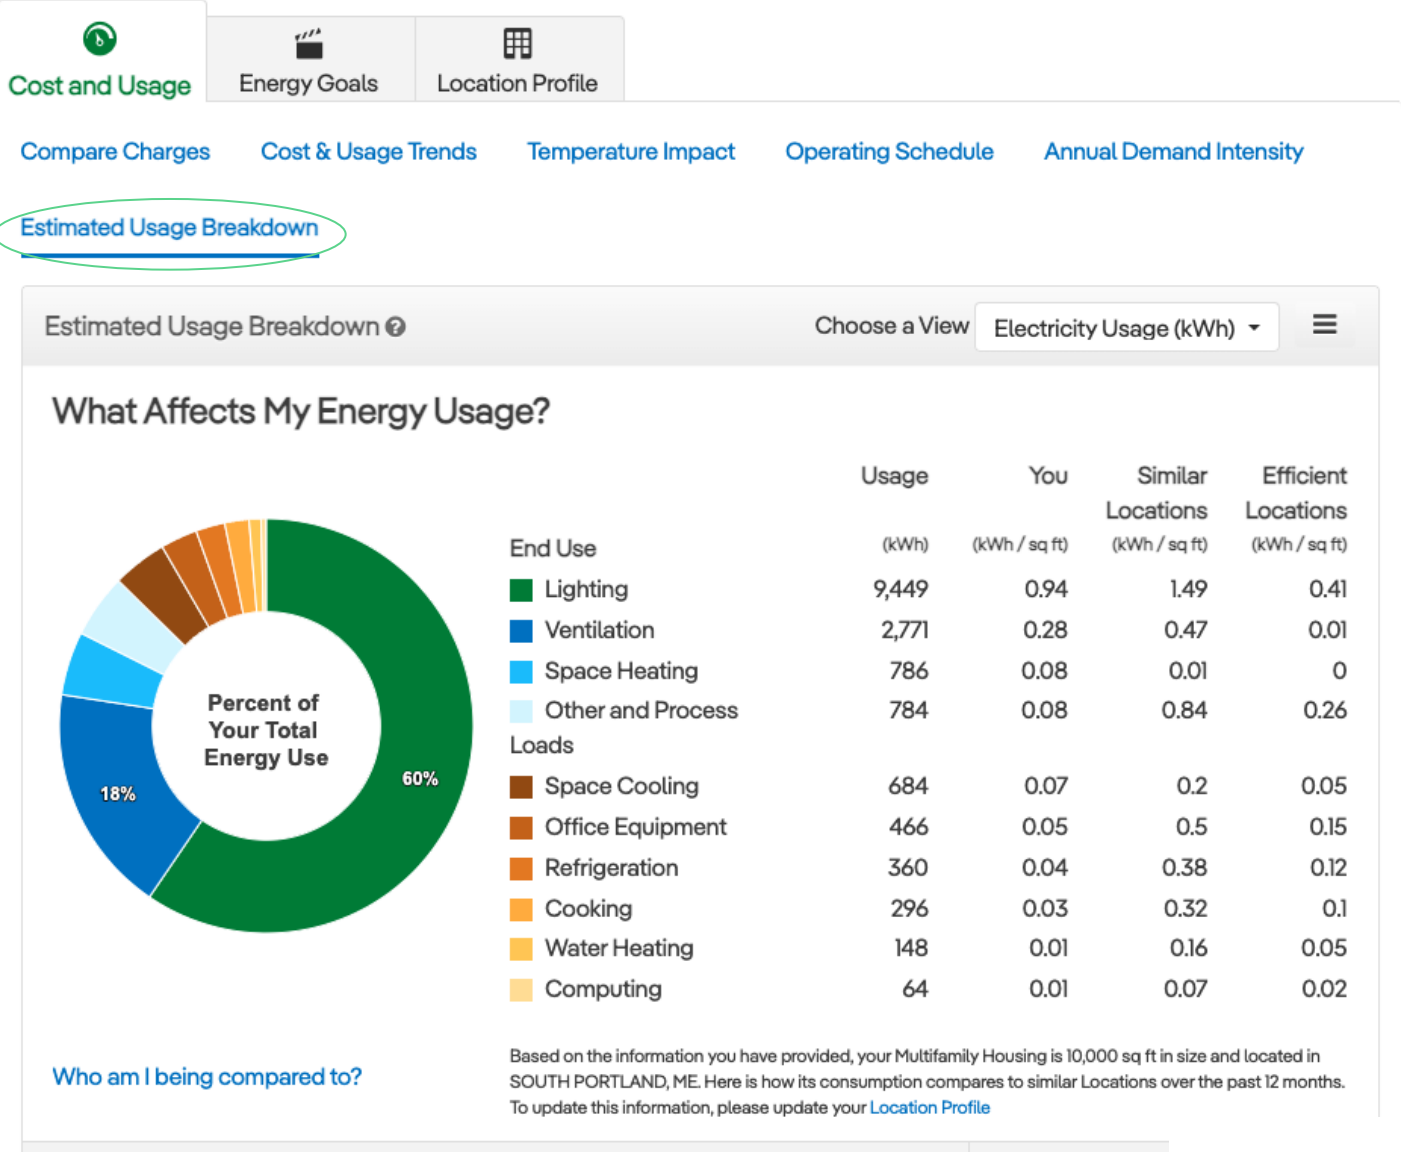 Cost and Usage
Energy Goals
Location Profile
Compare Charges
Cost & Usage Trends
Temperature Impact
Operating Schedule
Annual Demand Intensity
Estimated Usage Breakdown
Estimated Usage Breakdown ?
Choose a View
Electricity Usage (kWh)
What Affects My Energy Usage?
Percent of
Your Total
Energy Use
60%
18%
Usage You Similar Efficient
Locations Locations
End Use (kWh) (kWh / sq ft) (kWh / sq ft) (kWh / sq ft)
Lighting 9,449 0.94 1.49 0.41
Ventilation 2,771 0.28 0.47 0.01
Space Heating 786 0.08 0.01 0
Other and Process 784 0.08 0.84 0.26
Loads
Space Cooling 684 0.07 0.2 0.05
Office Equipment 466 0.05 0.5 0.15
Refrigeration 360 0.04 0.38 0.12
Cooking 296 0.03 0.32 0.1
Water Heating 148 0.01 0.16 0.05
Computing 64 0.01 0.07 0.02
Who am I being compared to?
Based on the information you have provided, your Multifamily Housing is 10,000 sq ft in size and located in
SOUTH PORTLAND, ME. Here is how its consumption compares to similar Locations over the past 12 months.
To update this information, please update your Location Profile